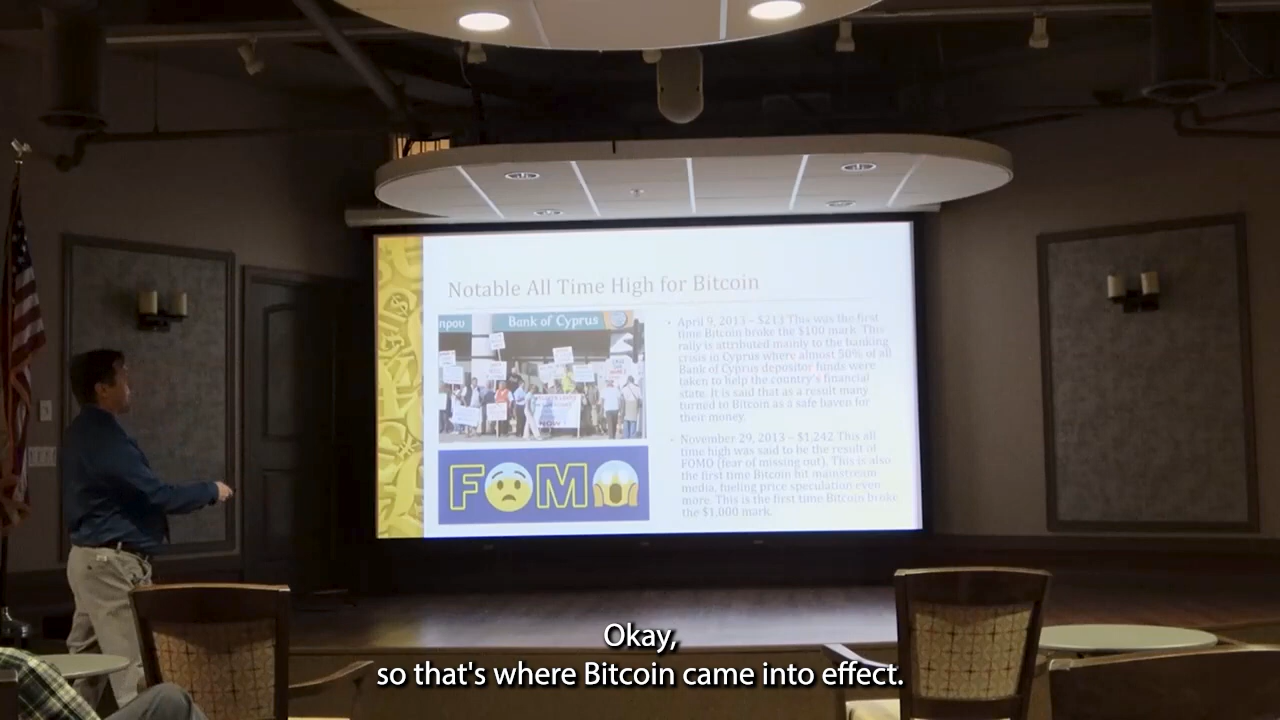 Notable All Time High for Bitcoin
Bank of Cyprus
April 9, 2013 – $213 This was the first
time Bitcoin broke the $100 mark. This
rally is attributed mainly to the banking
crisis in Cyprus where almost 50% of all
Bank of Cyprus depositor funds were
taken to help the country's financial
state. It is said that as a result many
turned to Bitcoin as a safe haven for
their money.
FOMO
November 29, 2013 – $1,242 This all
time high was said to be the result of
FOMO (fear of missing out). This is also
the first time Bitcoin hit mainstream
media, fueling price speculation even
more. This is the first time Bitcoin broke
the $1,000 mark.
Okay,
so that's where Bitcoin came into effect.